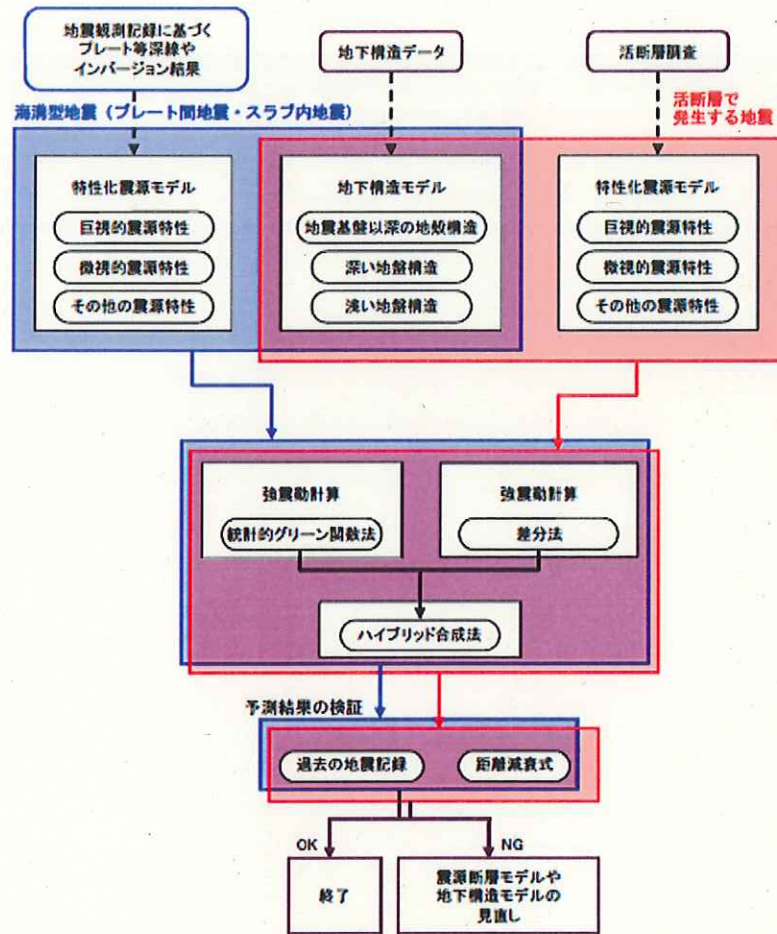 地震観測記録に基づく
プレート等深線や
インバージョン結果
地下構造データ
活断層調査
海溝型地震（プレート間地震・スラブ内地震）
活断層で
発生する地震
特性化震源モデル
巨視的震源特性
微視的震源特性
その他の震源特性
地下構造モデル
地震基盤以深の地殻構造
深い地盤構造
浅い地盤構造
特性化震源モデル
巨視的震源特性
微視的震源特性
その他の震源特性
強震動計算
統計的グリーン関数法
強震動計算
差分法
ハイブリッド合成法
予測結果の検証
過去の地震記録
距離減衰式
OK
NG
終了
震源断層モデルや
地下構造モデルの
見直し